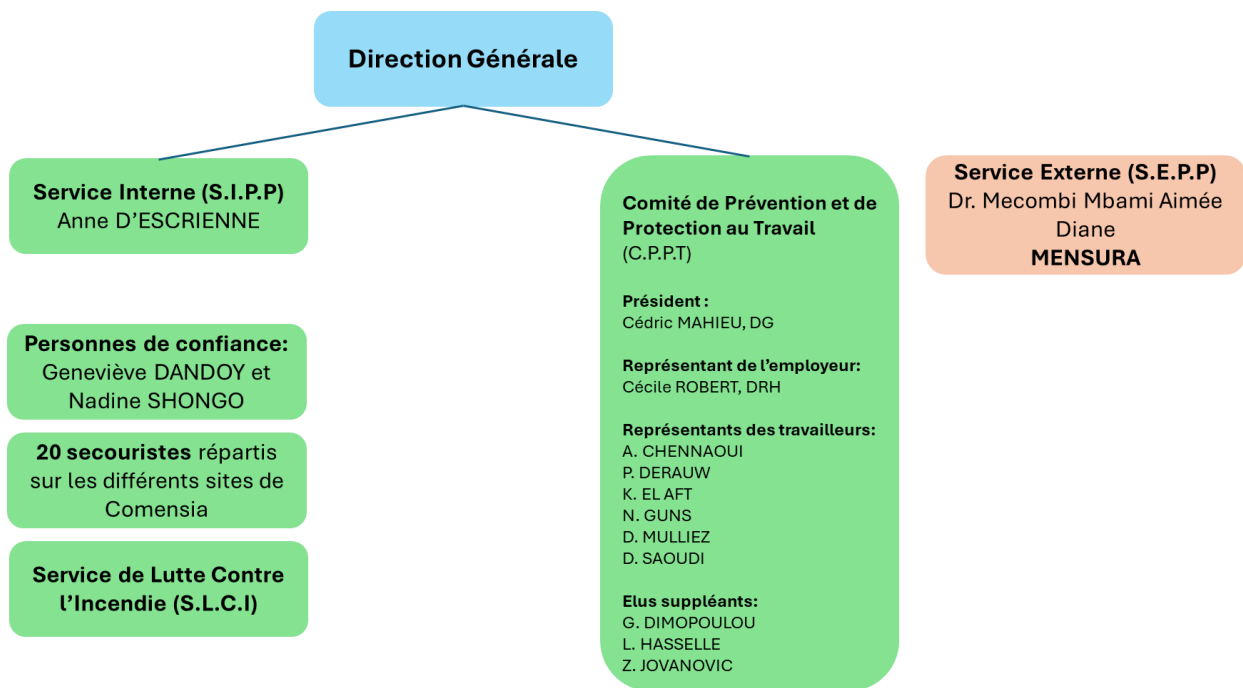 Direction Générale
Service Interne (S.I.P.P)
Anne D’ESCRIENNE
Personnes de confiance:
Geneviève DANDOY et
Nadine SHONGO
20 secouristes répartis
sur les différents sites de
Comensia
Service de Lutte Contre
l’Incendie (S.L.C.I)
Comité de Prévention et de
Protection au Travail
(C.P.P.T)
Président :
Cédric MAHIEU, DG
Représentant de l’employeur:
Cécile ROBERT, DRH
Représentants des travailleurs:
A. CHENNAOUI
P. DERAUW
K. EL AFT
N. GUNS
D. MULLIEZ
D. SAOUDI
Elus suppléants:
G. DIMOPOULOU
L. HASSELLE
Z. JOVANOVIC
Service Externe (S.E.P.P)
Dr. Mecombi Mbami Aimée
Diane
MENSURA